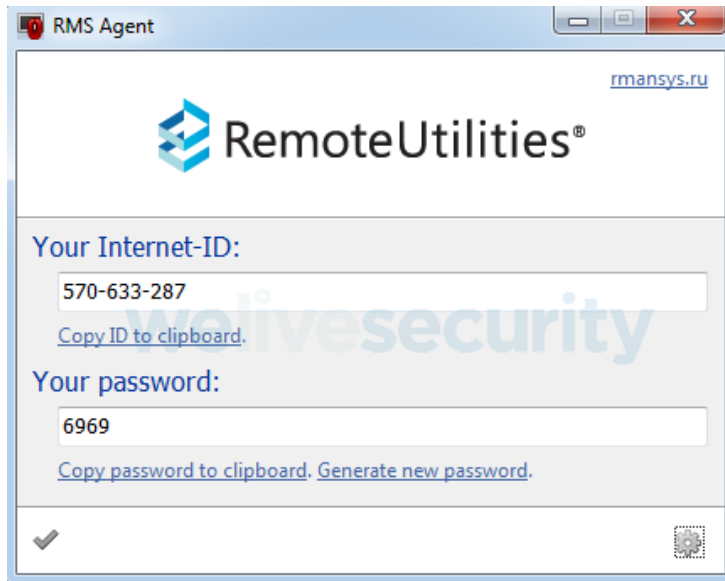 RMS Agent
rmansys.ru
RemoteUtilities®
Your Internet-ID:
570-633-287
Copy ID to clipboard.
welivesecurity
Your password:
6969
Copy password to clipboard. Generate new password.